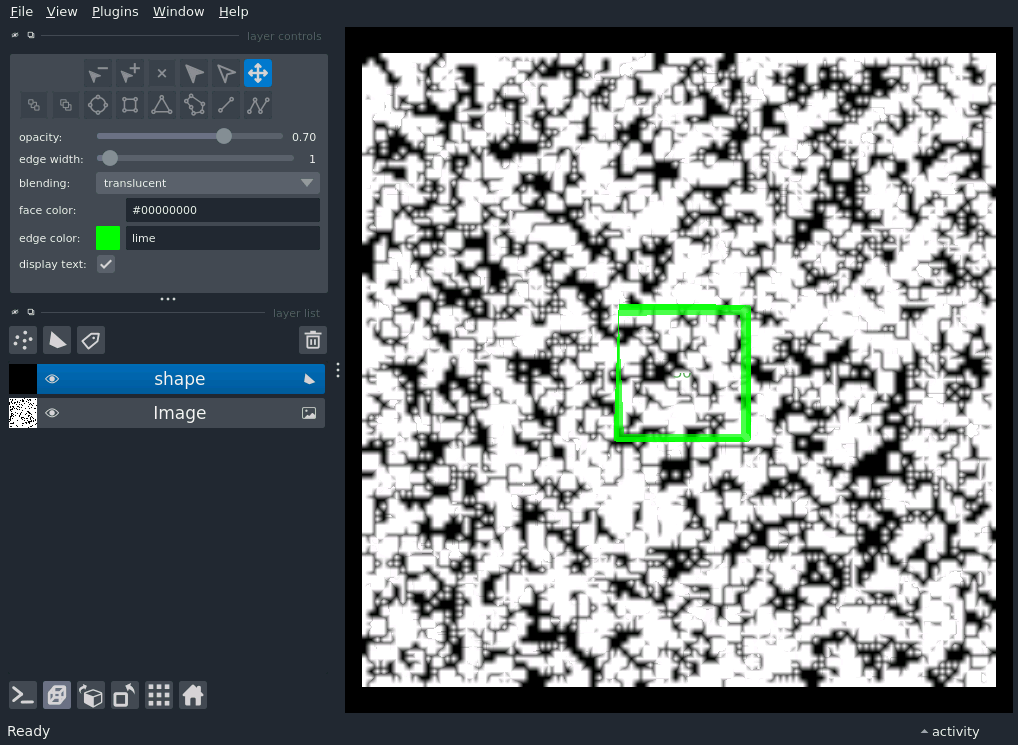 File View Plugins Window Help
layer controls
opacity: 0.70
edge width: 1
blending: translucent
face color: #00000000
edge color: lime
display text:
layer list
shape
Image
Ready
activity